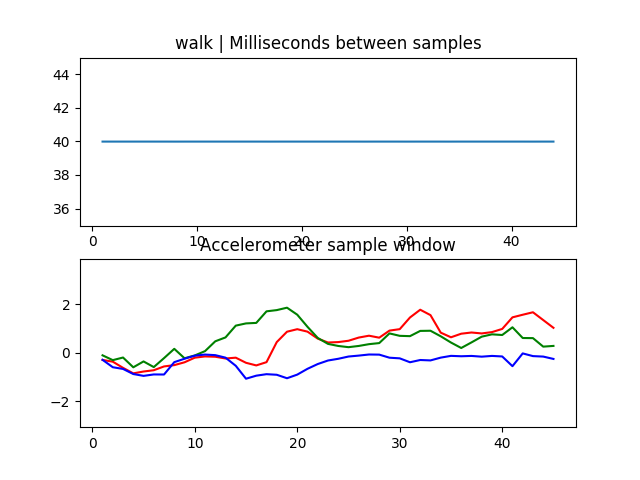 walk | Milliseconds between samples
44
42
40
38
36
0 10 20 30 40
Accelerometer sample window
2
0
−2
0 10 20 30 40